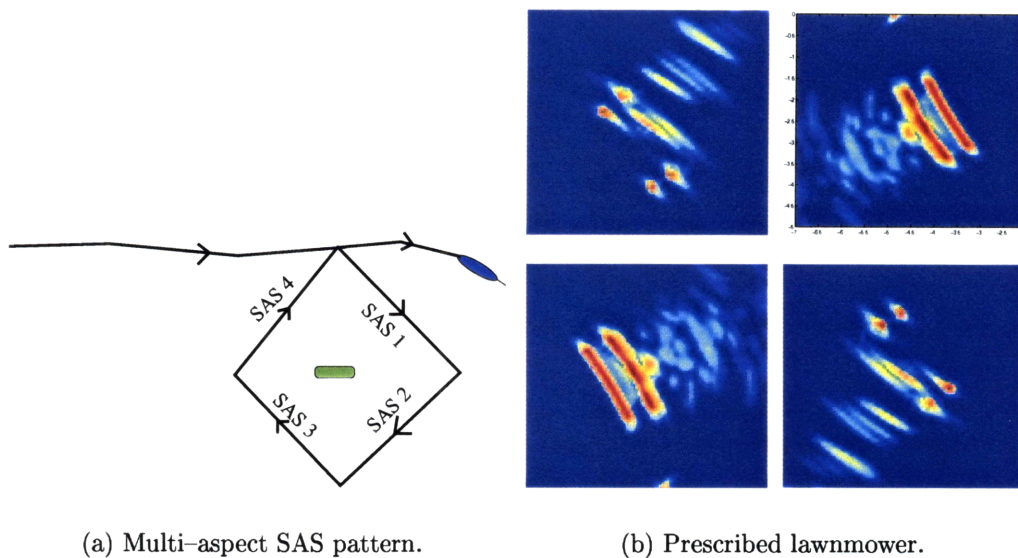 SAS 4
SAS 1
SAS 3
SAS 2
(a) Multi–aspect SAS pattern.
(b) Prescribed lawnmower.